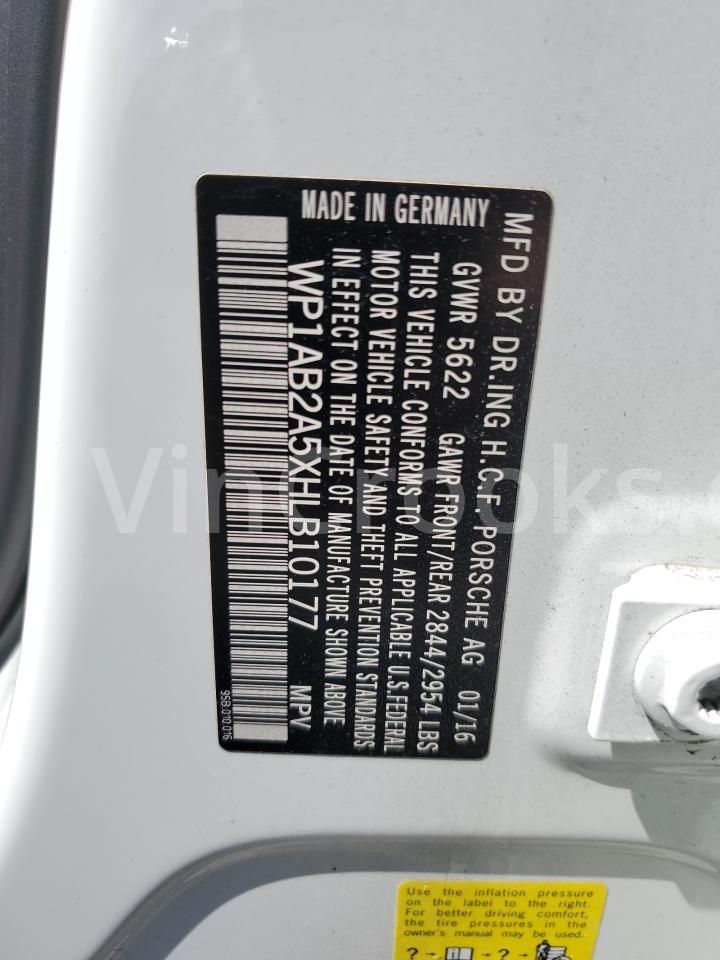 MFD BY DR.ING H.C.F PORSCHE AG 01/16
GVWR 5622 GAWR FRONT/REAR 2844/2954 LBS
THIS VEHICLE CONFORMS TO ALL APPLICABLE U.S.FEDERAL
MOTOR VEHICLE SAFETY AND THEFT PREVENTION STANDARDS
IN EFFECT ON THE DATE OF MANUFACTURE SHOWN ABOVE
MADE IN GERMANY
WP1AB2A5XHLB10177 MPV
95B.010.016
VinCrooks.
Use the inflation pressure
on the label to the right.
For better driving comfort,
the tire pressures in the
owner's manual may be used.
? → → ? →